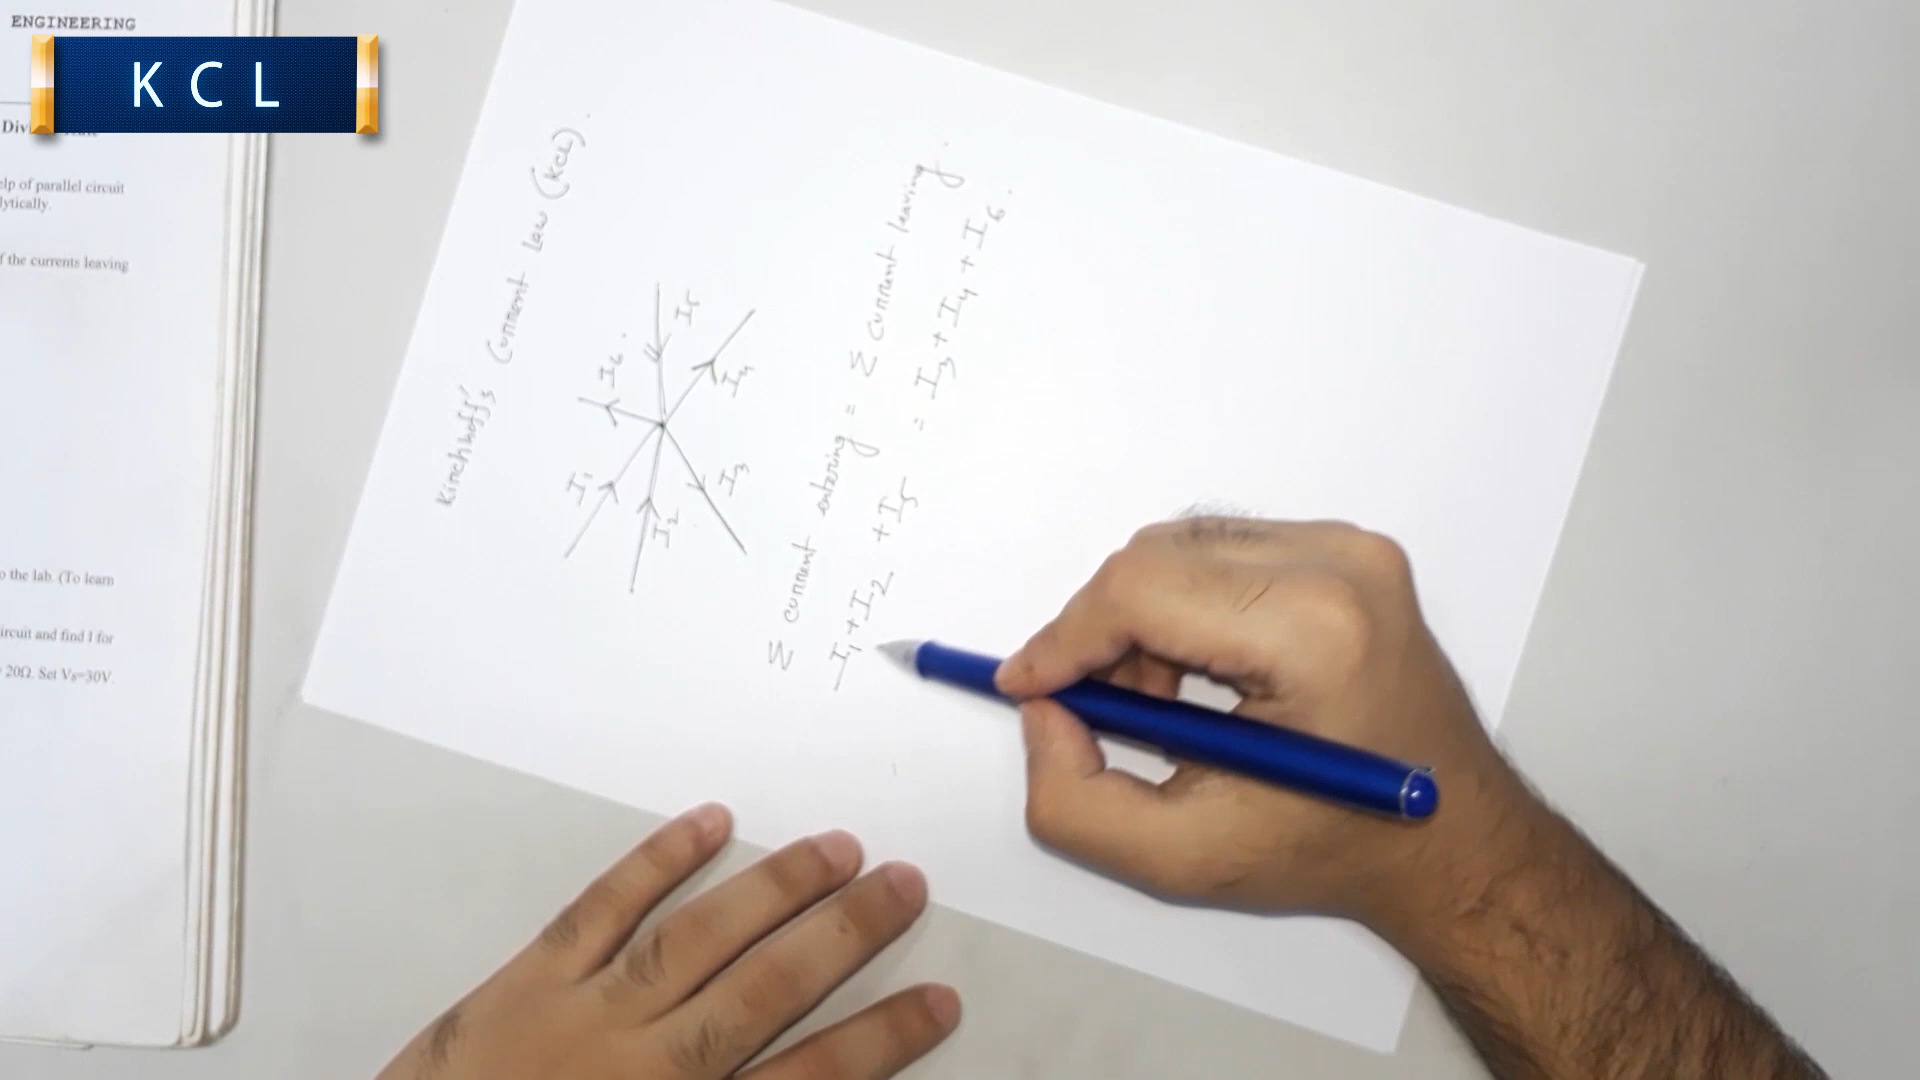 ENGINEERING
KCL
Div
elp of parallel circuit
lytically.
f the currents leaving
o the lab. (To learn
ircuit and find I for
20Ω. Set Vs=30V.
Kirchhoff's Current Law (KCL).
I6.
I5
I1
I4
I2
I3
Σ current entering = Σ current leaving.
I1 + I2 + I5 = I3 + I4 + I6.